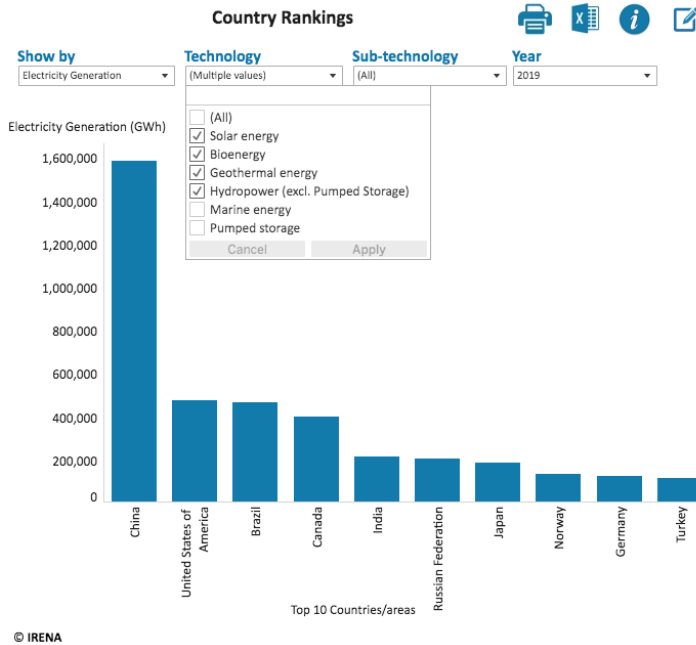 Country Rankings
Show by
Technology
Sub-technology
Year
Electricity Generation
(Multiple values)
(All)
2019
(All)
Solar energy
Bioenergy
Geothermal energy
Hydropower (excl. Pumped Storage)
Marine energy
Pumped storage
Cancel
Apply
Electricity Generation (GWh)
1,600,000
1,400,000
1,200,000
1,000,000
800,000
600,000
400,000
200,000
0
China
United States of
America
Brazil
Canada
India
Russian Federation
Japan
Norway
Germany
Turkey
Top 10 Countries/areas
© IRENA